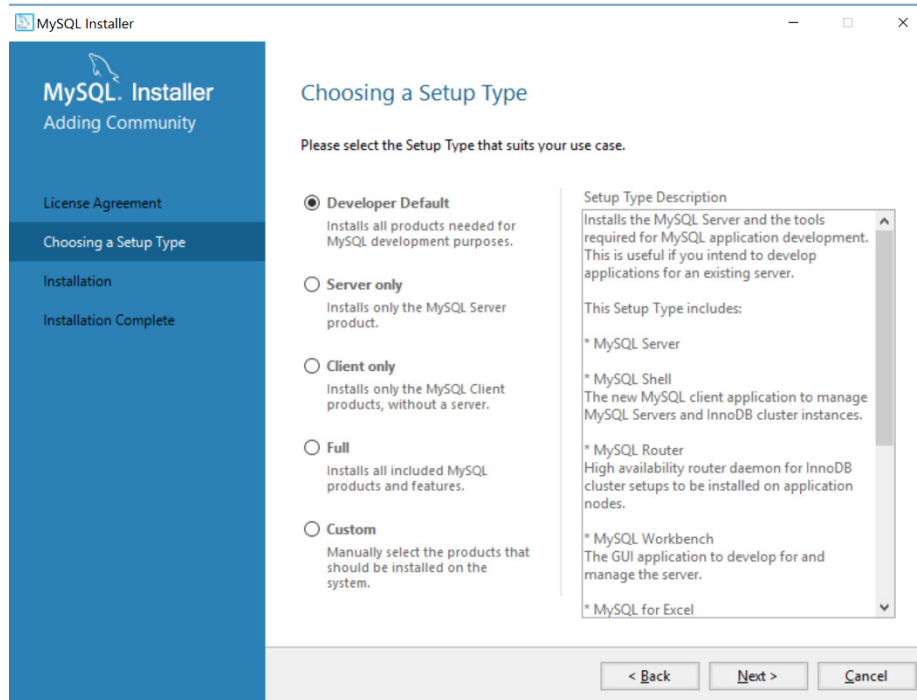 MySQL Installer
MySQL. Installer
Adding Community
License Agreement
Choosing a Setup Type
Installation
Installation Complete
Choosing a Setup Type
Please select the Setup Type that suits your use case.
Developer Default
Installs all products needed for
MySQL development purposes.
Server only
Installs only the MySQL Server
product.
Client only
Installs only the MySQL Client
products, without a server.
Full
Installs all included MySQL
products and features.
Custom
Manually select the products that
should be installed on the
system.
Setup Type Description
Installs the MySQL Server and the tools
required for MySQL application development.
This is useful if you intend to develop
applications for an existing server.
This Setup Type includes:
* MySQL Server
* MySQL Shell
The new MySQL client application to manage
MySQL Servers and InnoDB cluster instances.
* MySQL Router
High availability router daemon for InnoDB
cluster setups to be installed on application
nodes.
* MySQL Workbench
The GUI application to develop for and
manage the server.
* MySQL for Excel
< Back
Next >
Cancel